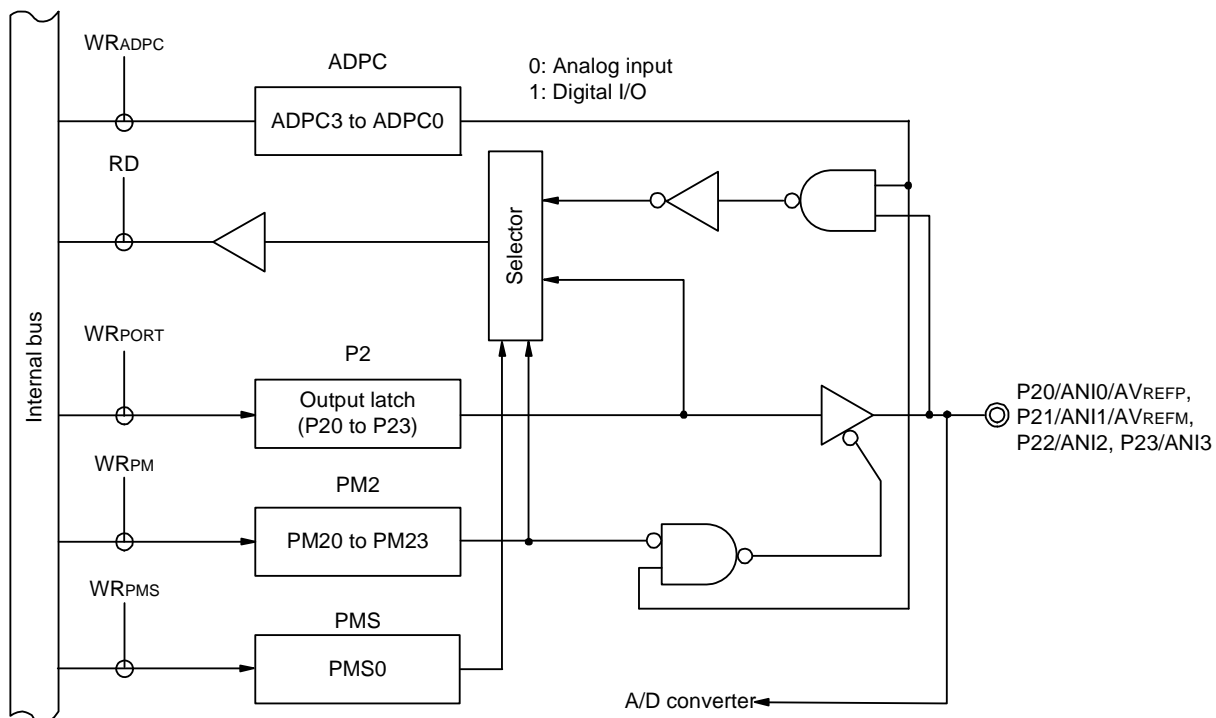 WRADPC
ADPC
0: Analog input
1: Digital I/O
ADPC3 to ADPC0
RD
Selector
Internal bus
WRPORT
P2
Output latch
(P20 to P23)
P20/ANI0/AVREFP,
P21/ANI1/AVREFM,
P22/ANI2, P23/ANI3
WRPM
PM2
PM20 to PM23
WRPMS
PMS
PMS0
A/D converter